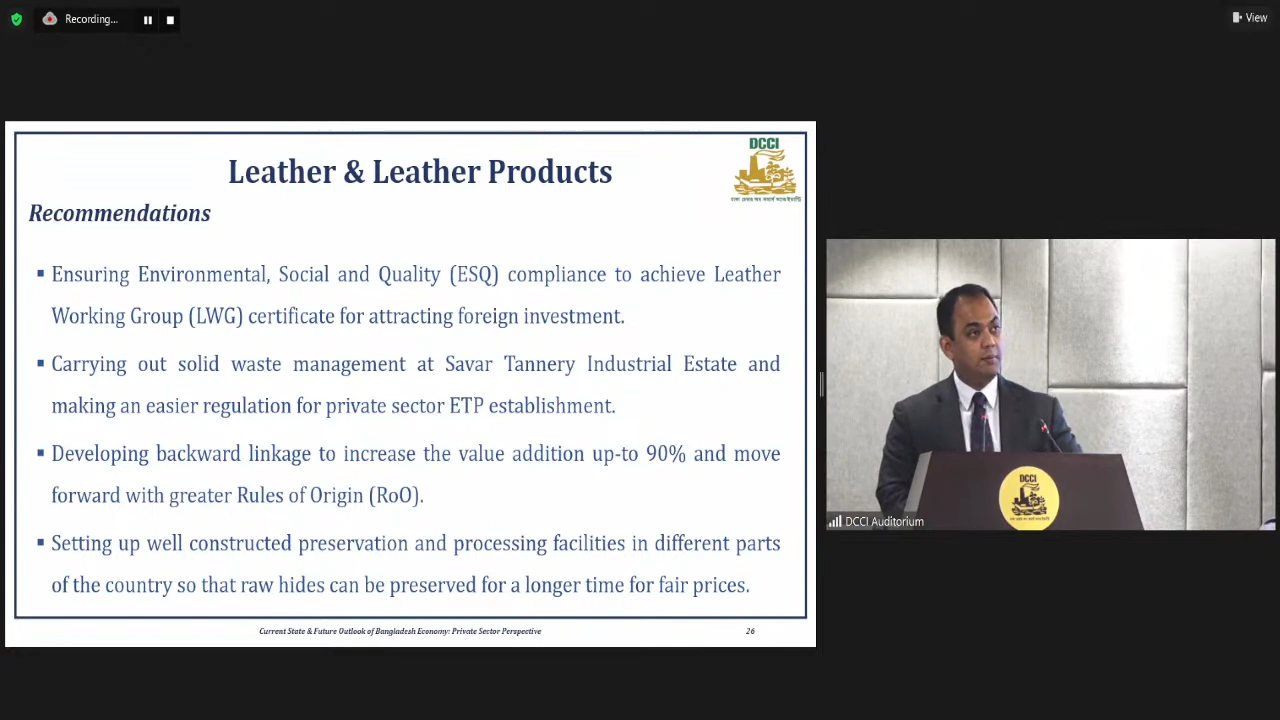 Recording...
View
Leather & Leather Products
DCCI
Recommendations
▪ Ensuring Environmental, Social and Quality (ESQ) compliance to achieve Leather
Working Group (LWG) certificate for attracting foreign investment.
▪ Carrying out solid waste management at Savar Tannery Industrial Estate and
making an easier regulation for private sector ETP establishment.
▪ Developing backward linkage to increase the value addition up-to 90% and move
forward with greater Rules of Origin (RoO).
▪ Setting up well constructed preservation and processing facilities in different parts
of the country so that raw hides can be preserved for a longer time for fair prices.
Current State & Future Outlook of Bangladesh Economy: Private Sector Perspective
26
DCCI
DCCI Auditorium